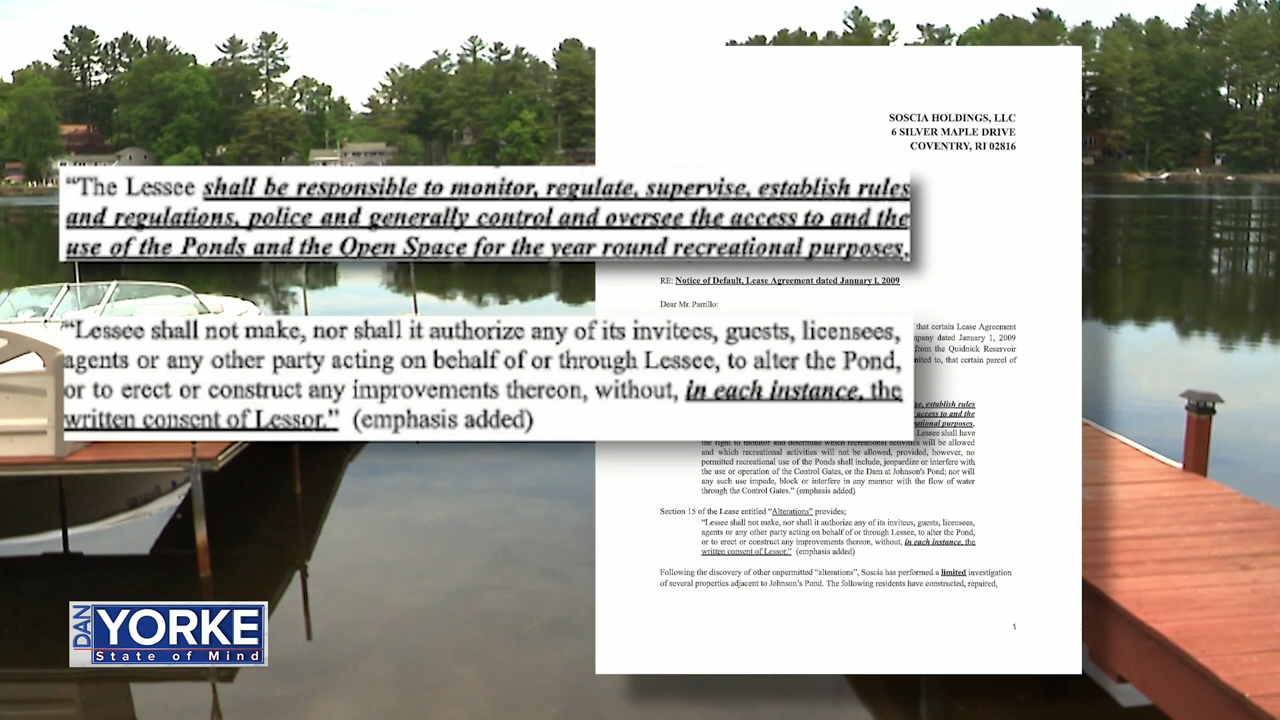 SOSCIA HOLDINGS, LLC
6 SILVER MAPLE DRIVE
COVENTRY, RI 02816
“The Lessee shall be responsible to monitor, regulate, supervise, establish rules
and regulations, police and generally control and oversee the access to and the
use of the Ponds and the Open Space for the year round recreational purposes,
RE: Notice of Default, Lease Agreement dated January 1, 2009
Dear Mr. Parrillo:
“Lessee shall not make, nor shall it authorize any of its invitees, guests, licensees,
agents or any other party acting on behalf of or through Lessee, to alter the Pond,
or to erect or construct any improvements thereon, without, in each instance, the
written consent of Lessor.” (emphasis added)
that certain Lease Agreement
dated January 1, 2009
from the Quidnick Reservoir
to, that certain parcel of
establish rules
access to and the
purposes,
Lessee shall have
the right to monitor and determine which recreational activities will be allowed
and which recreational activities will not be allowed, provided, however, no
permitted recreational use of the Ponds shall include, jeopardize or interfere with
the use or operation of the Control Gates, or the Dam at Johnson's Pond; nor will
any such use impede, block or interfere in any manner with the flow of water
through the Control Gates.” (emphasis added)
Section 15 of the Lease entitled “Alterations” provides;
“Lessee shall not make, nor shall it authorize any of its invitees, guests, licensees,
agents or any other party acting on behalf of or through Lessee, to alter the Pond,
or to erect or construct any improvements thereon, without, in each instance, the
written consent of Lessor.” (emphasis added)
Following the discovery of other unpermitted “alterations”, Soscia has performed a limited investigation
of several properties adjacent to Johnson's Pond. The following residents have constructed, repaired,
1
DAN
YORKE
State of Mind